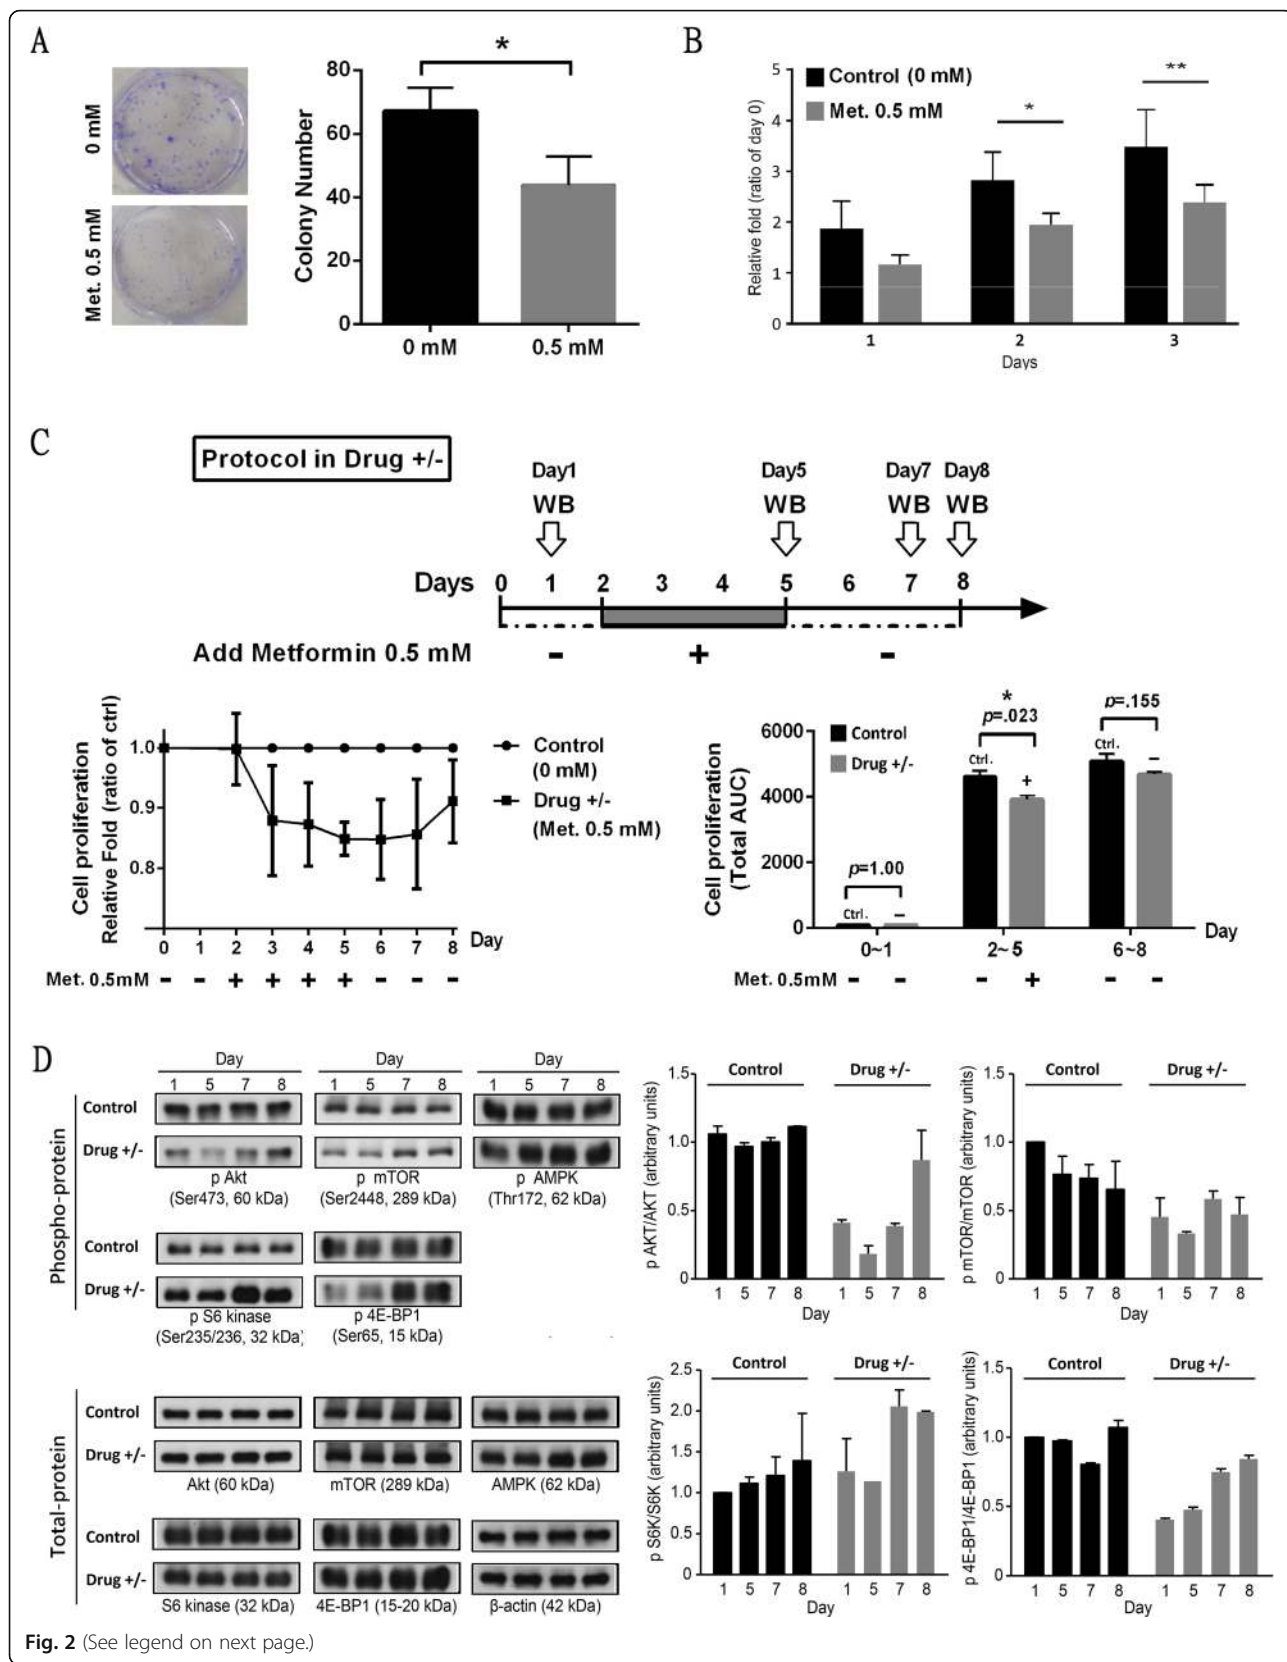 A
0 mM
Met. 0.5 mM
Colony Number
80
60
40
20
0
*
0 mM
0.5 mM
B
Relative fold (ratio of day 0)
5
4
3
2
1
0
Control (0 mM)
Met. 0.5 mM
*
**
1 2 3
Days
C
Protocol in Drug +/-
Day1 Day5 Day7 Day8
WB WB WB WB
Days 0 1 2 3 4 5 6 7 8
Add Metformin 0.5 mM - + -
Cell proliferation
Relative Fold (ratio of ctrl)
1.0
0.9
0.8
Control
(0 mM)
Drug +/-
(Met. 0.5 mM)
0 1 2 3 4 5 6 7 8 Day
Met. 0.5mM - - + + + + - - -
Cell proliferation
(Total AUC)
6000
4000
2000
0
Control
Drug +/-
p=1.00
Ctrl. –
*
p=.023
Ctrl. +
p=.155
Ctrl. –
0~1 2~5 6~8 Day
Met. 0.5mM - - - + - -
D
Day Day Day
1 5 7 8 1 5 7 8 1 5 7 8
Phospho-protein
Control
Drug +/-
p Akt p mTOR p AMPK
(Ser473, 60 kDa) (Ser2448, 289 kDa) (Thr172, 62 kDa)
Control
Drug +/-
p S6 kinase p 4E-BP1
(Ser235/236, 32 kDa) (Ser65, 15 kDa)
Total-protein
Control
Drug +/-
Akt (60 kDa) mTOR (289 kDa) AMPK (62 kDa)
Control
Drug +/-
S6 kinase (32 kDa) 4E-BP1 (15-20 kDa) β-actin (42 kDa)
p AKT/AKT (arbitrary units)
1.5
1.0
0.5
0
Control Drug +/-
1 5 7 8 1 5 7 8
Day
p mTOR/mTOR (arbitrary units)
1.5
1.0
0.5
0
Control Drug +/-
1 5 7 8 1 5 7 8
Day
p S6K/S6K (arbitrary units)
2.5
2.0
1.5
1.0
0.5
0
Control Drug +/-
1 5 7 8 1 5 7 8
Day
p 4E-BP1/4E-BP1 (arbitrary units)
1.5
1.0
0.5
0
Control Drug +/-
1 5 7 8 1 5 7 8
Day
Fig. 2 (See legend on next page.)